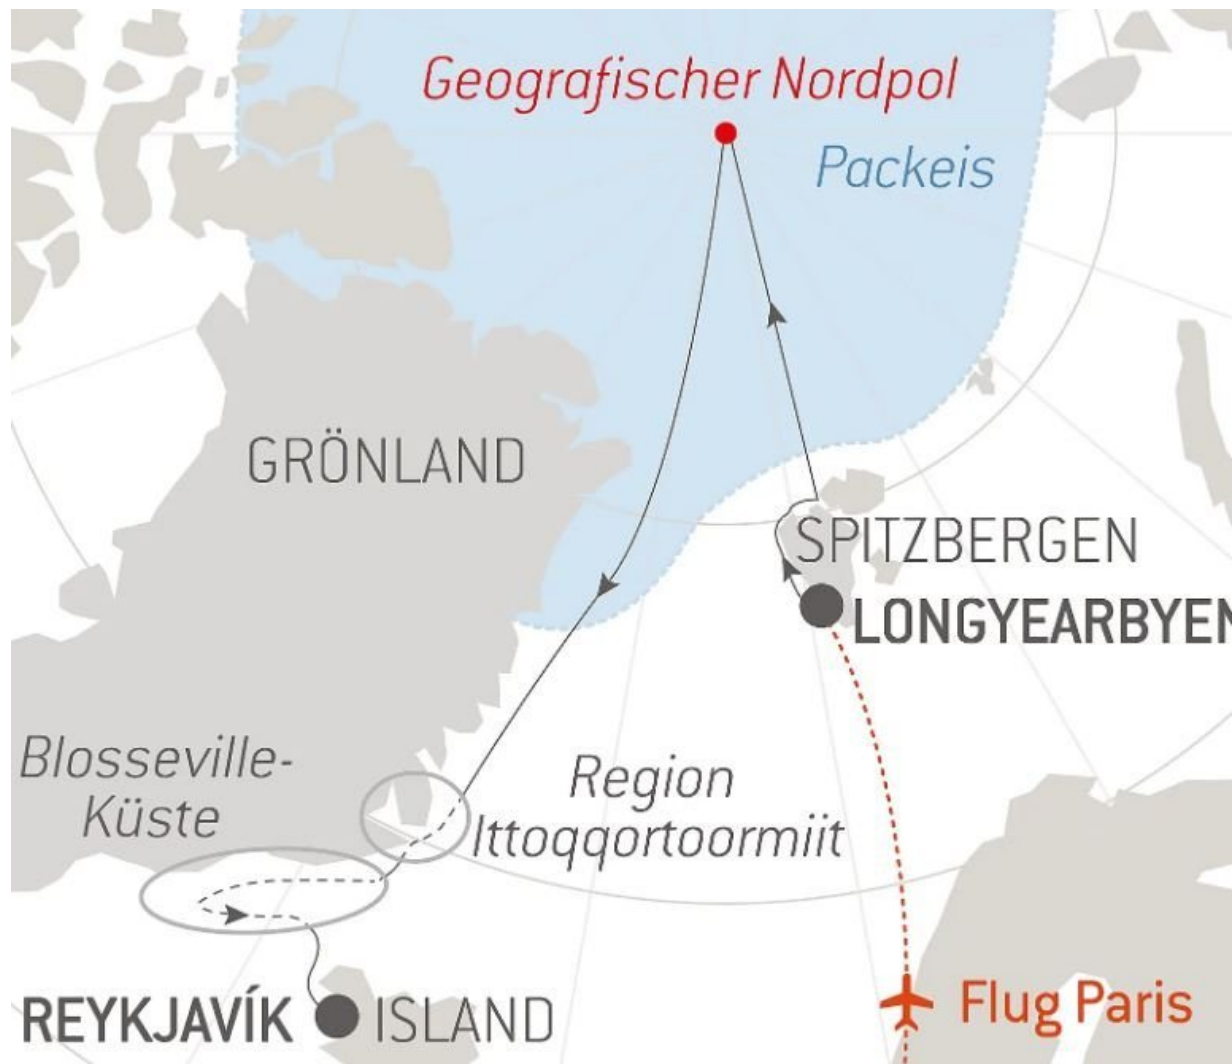 Geografischer Nordpol
Packeis
GRÖNLAND
SPITZBERGEN
LONGYEARBYEN
Blosseville-
Küste
Region
Ittoqqortoormiit
REYKJAVÍK
ISLAND
Flug Paris